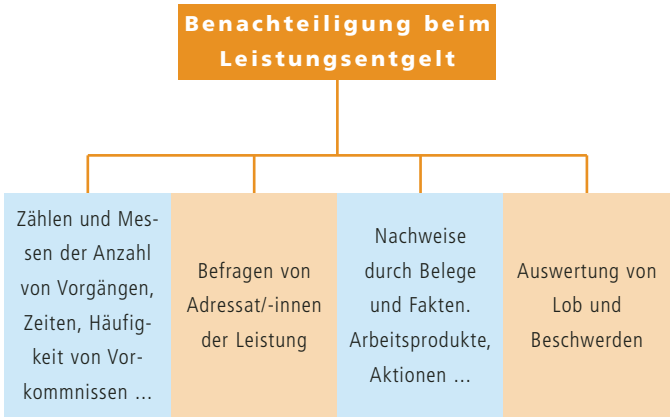 Benachteiligung beim
Leistungsentgelt
Zählen und Mes-
sen der Anzahl
von Vorgängen,
Zeiten, Häufig-
keit von Vor-
kommnissen ...
Befragen von
Adressat/-innen
der Leistung
Nachweise
durch Belege
und Fakten.
Arbeitsprodukte,
Aktionen ...
Auswertung von
Lob und
Beschwerden